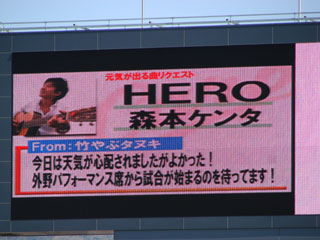 元気が出る曲リクエスト
HERO
森本ケンタ
From:竹やぶタヌキ
今日は天気が心配されましたがよかった！
外野パフォーマンス席から試合が始まるのを待ってます！